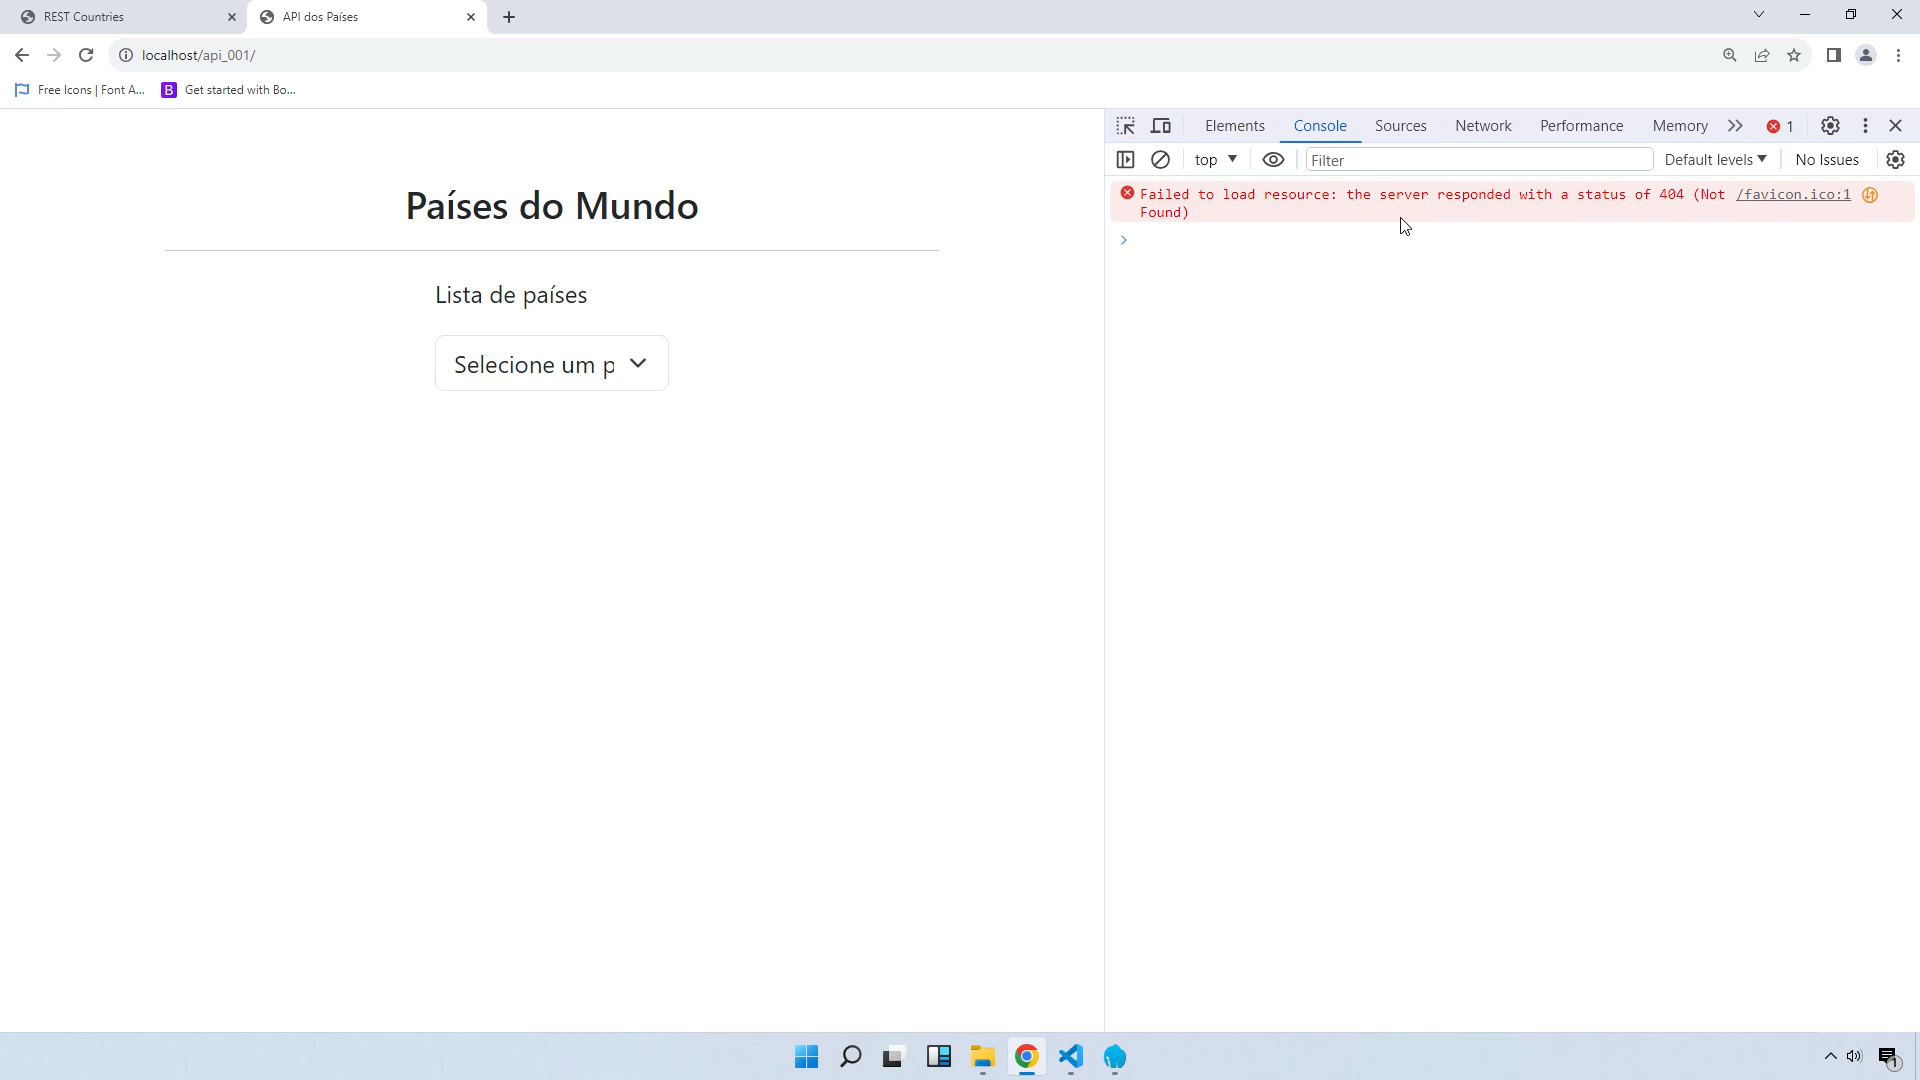 REST Countries
API dos Países
localhost/api_001/
Free Icons | Font A...
B Get started with Bo...
Elements Console Sources Network Performance Memory 1
top Filter Default levels No Issues
Failed to load resource: the server responded with a status of 404 (Not /favicon.ico:1
Found)
Países do Mundo
Lista de países
Selecione um p
1